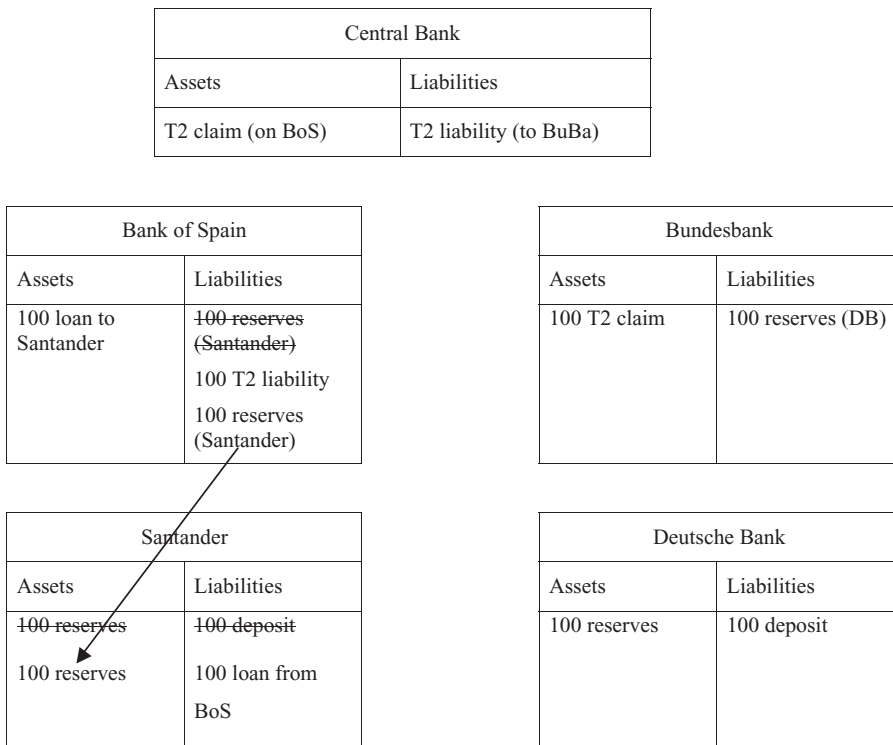 Central Bank
Assets Liabilities
T2 claim (on BoS) T2 liability (to BuBa)
Bank of Spain
Assets Liabilities
100 loan to
Santander
100 reserves
(Santander)
100 T2 liability
100 reserves
(Santander)
Bundesbank
Assets Liabilities
100 T2 claim 100 reserves (DB)
Santander
Assets Liabilities
100 reserves 100 deposit
100 reserves 100 loan from
BoS
Deutsche Bank
Assets Liabilities
100 reserves 100 deposit